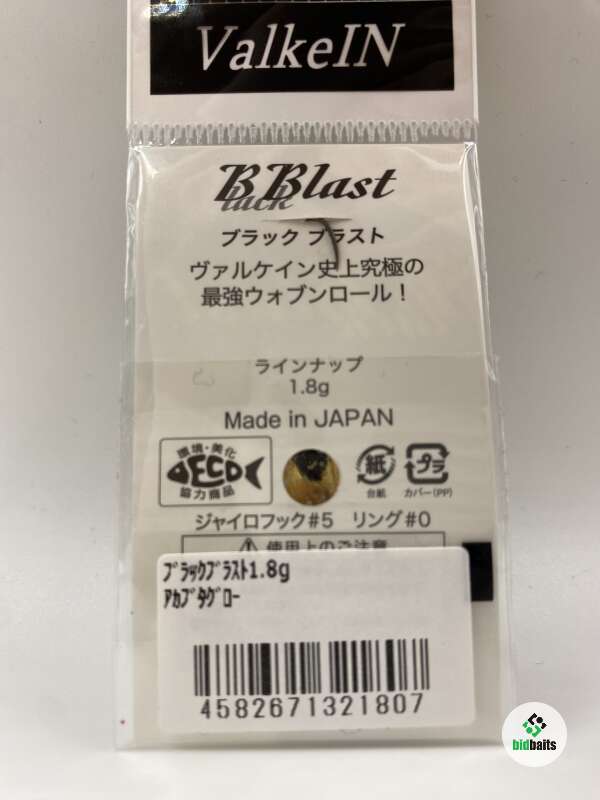 ValkeIN
Black Blast
ブラック ブラスト
ヴァルケイン史上究極の
最強ウォブンロール！
ラインナップ
1.8g
Made in JAPAN
環境・美化
ECO
協力商品
紙
台紙
プラ
カバー(PP)
ジャイロフック#5 リング#0
使用上のご注意
ﾌﾞﾗｯｸﾌﾞﾗｽﾄ1.8g
ｱｶﾌﾞﾀｸﾞﾛｰ
4582671321807
bidbaits